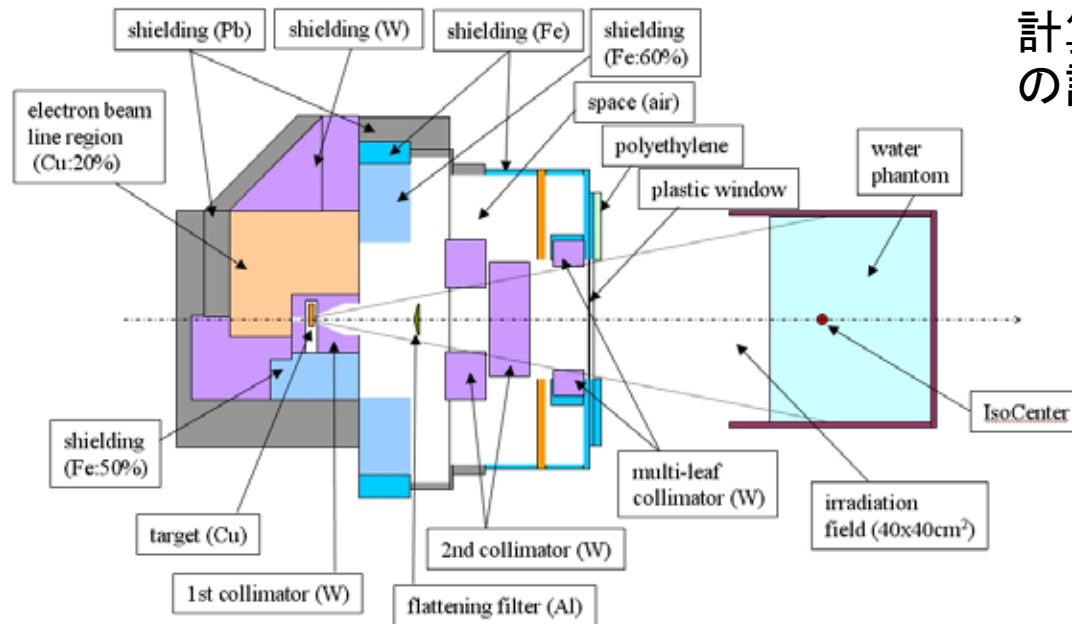 shielding (Pb)
shielding (W)
shielding (Fe)
shielding
(Fe:60%)
計算
electron beam
line region
(Cu:20%)
space (air)
polyethylene
plastic window
water
phantom
IsoCenter
shielding
(Fe:50%)
target (Cu)
1st collimator (W)
flattening filter (Al)
2nd collimator (W)
multi-leaf
collimator (W)
irradiation
field (40x40cm²)